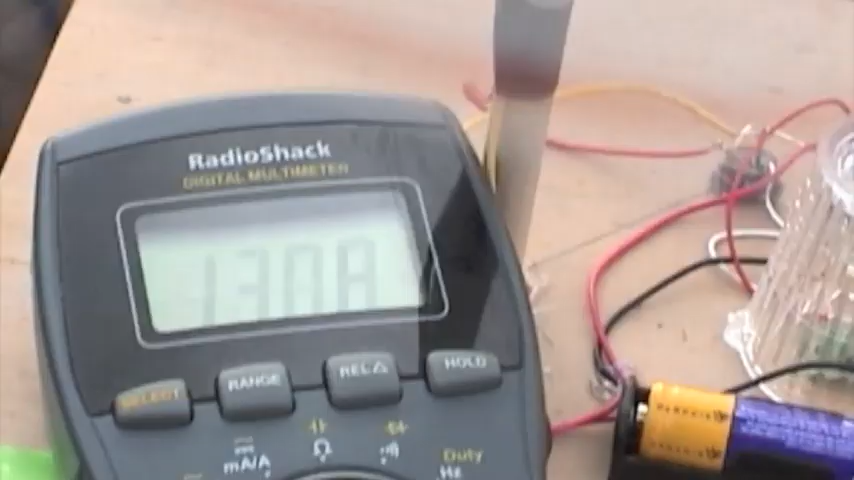 RadioShack
DIGITAL MULTIMETER
1308
SELECT
RANGE
REL△
HOLD
mA/A
Ω
Duty
Hz